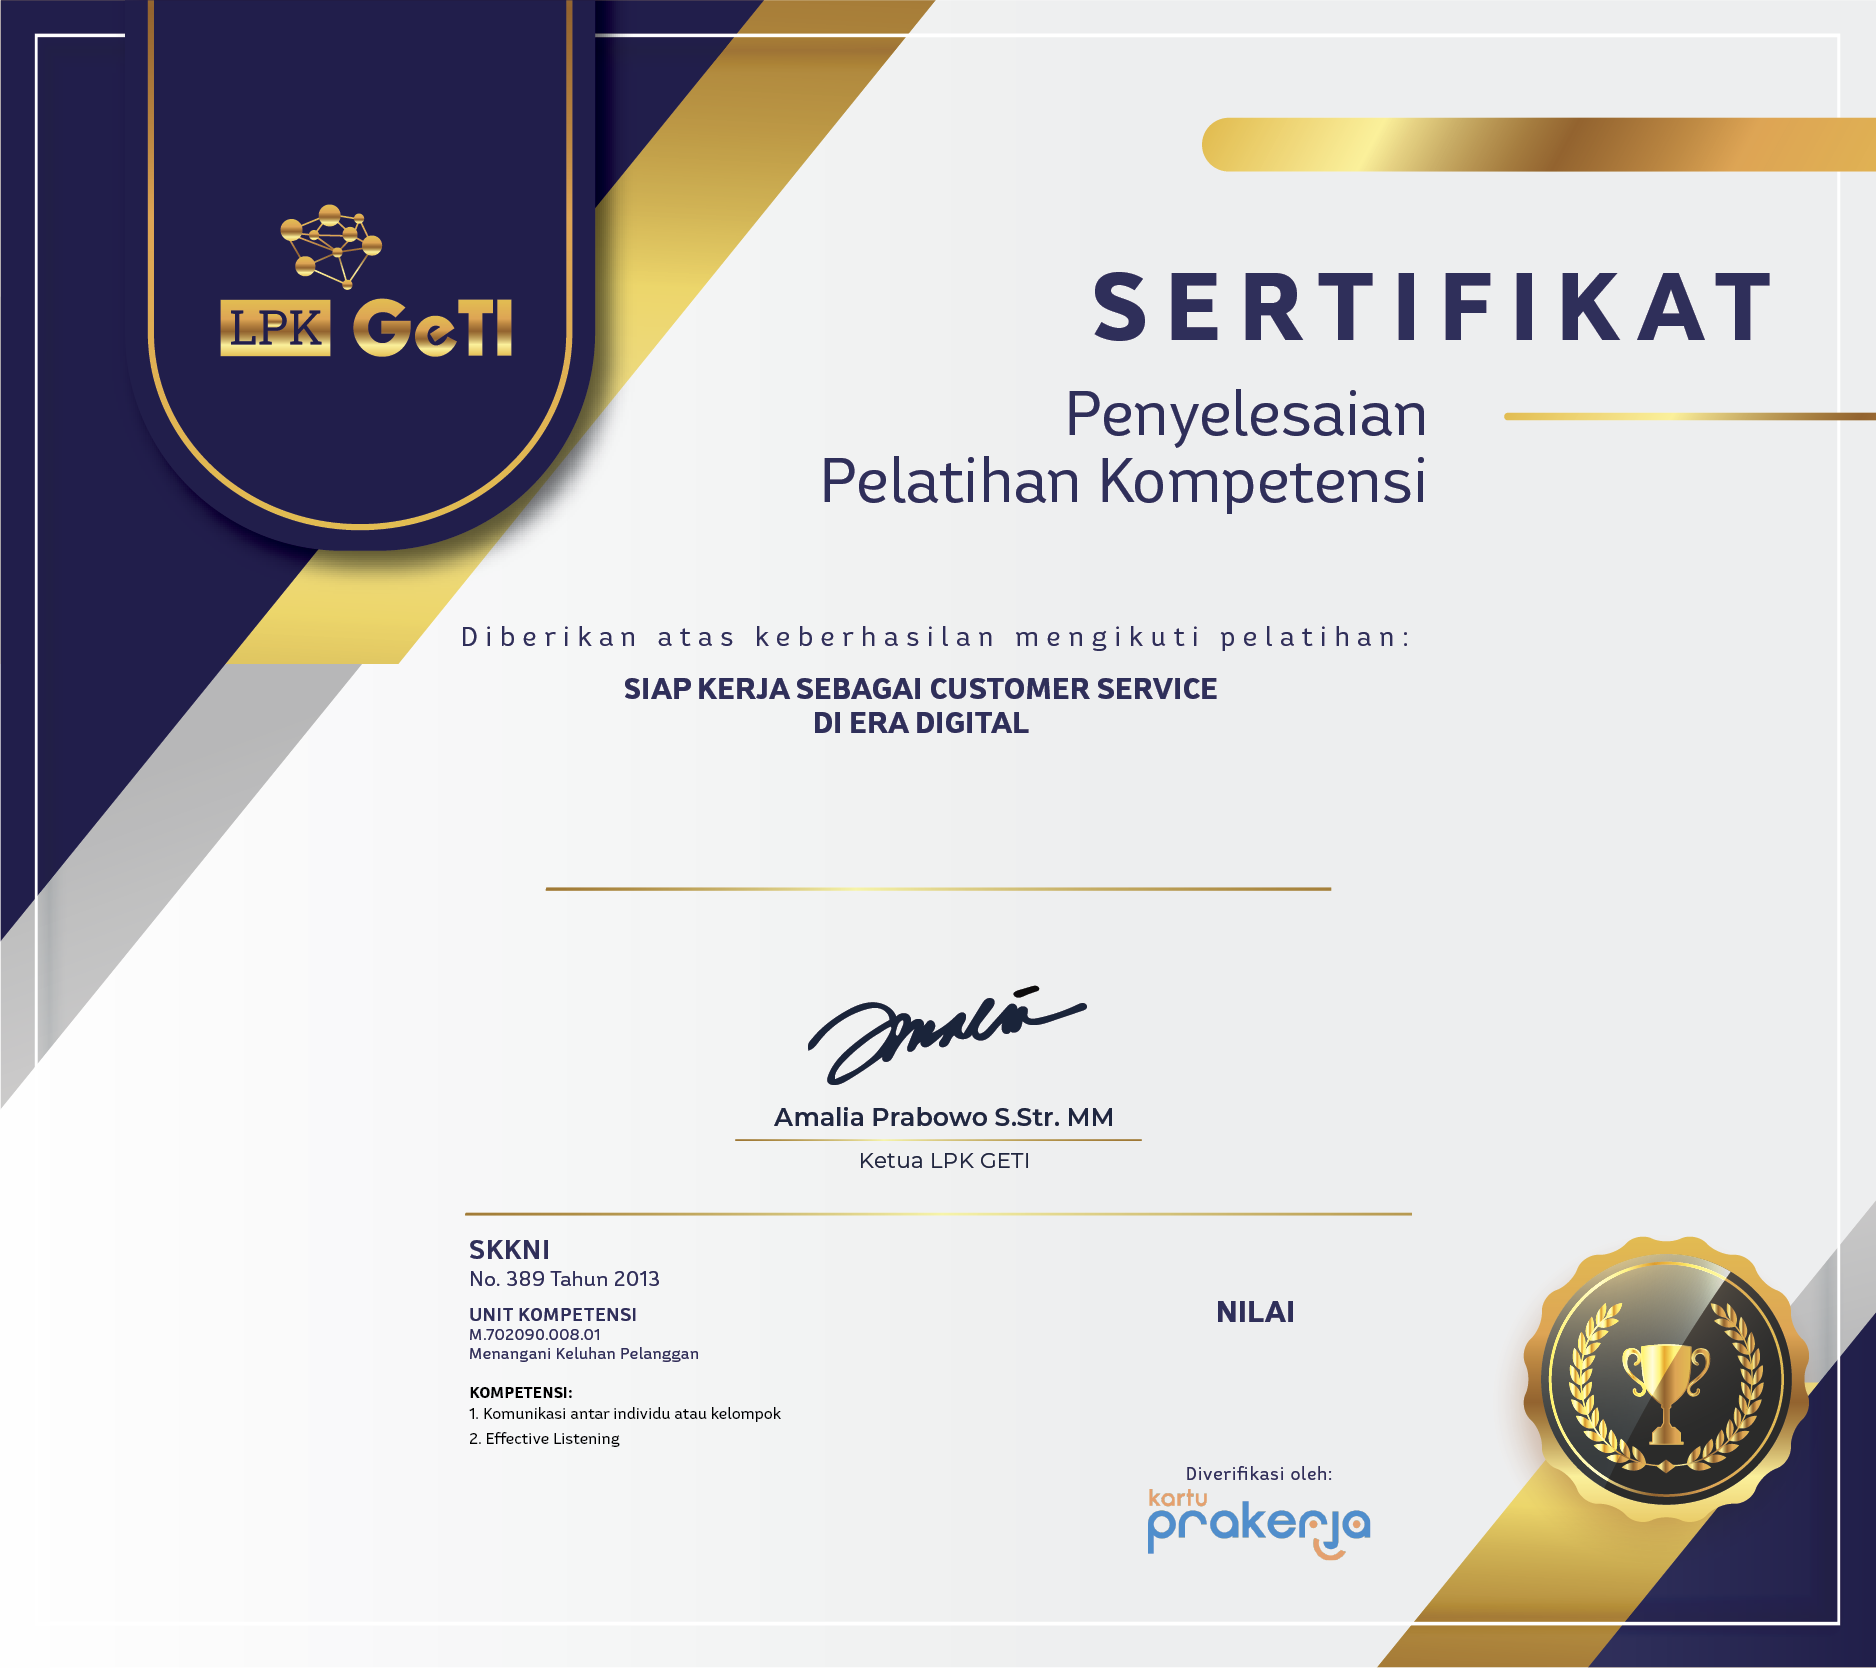 LPK GeTI
SERTIFIKAT
Penyelesaian
Pelatihan Kompetensi
Diberikan atas keberhasilan mengikuti pelatihan:
SIAP KERJA SEBAGAI CUSTOMER SERVICE
DI ERA DIGITAL
Amalia
Amalia Prabowo S.Str. MM
Ketua LPK GETI
SKKNI
No. 389 Tahun 2013
UNIT KOMPETENSI
M.702090.008.01
Menangani Keluhan Pelanggan
KOMPETENSI:
1. Komunikasi antar individu atau kelompok
2. Effective Listening
NILAI
Diverifikasi oleh:
kartu
prakerja